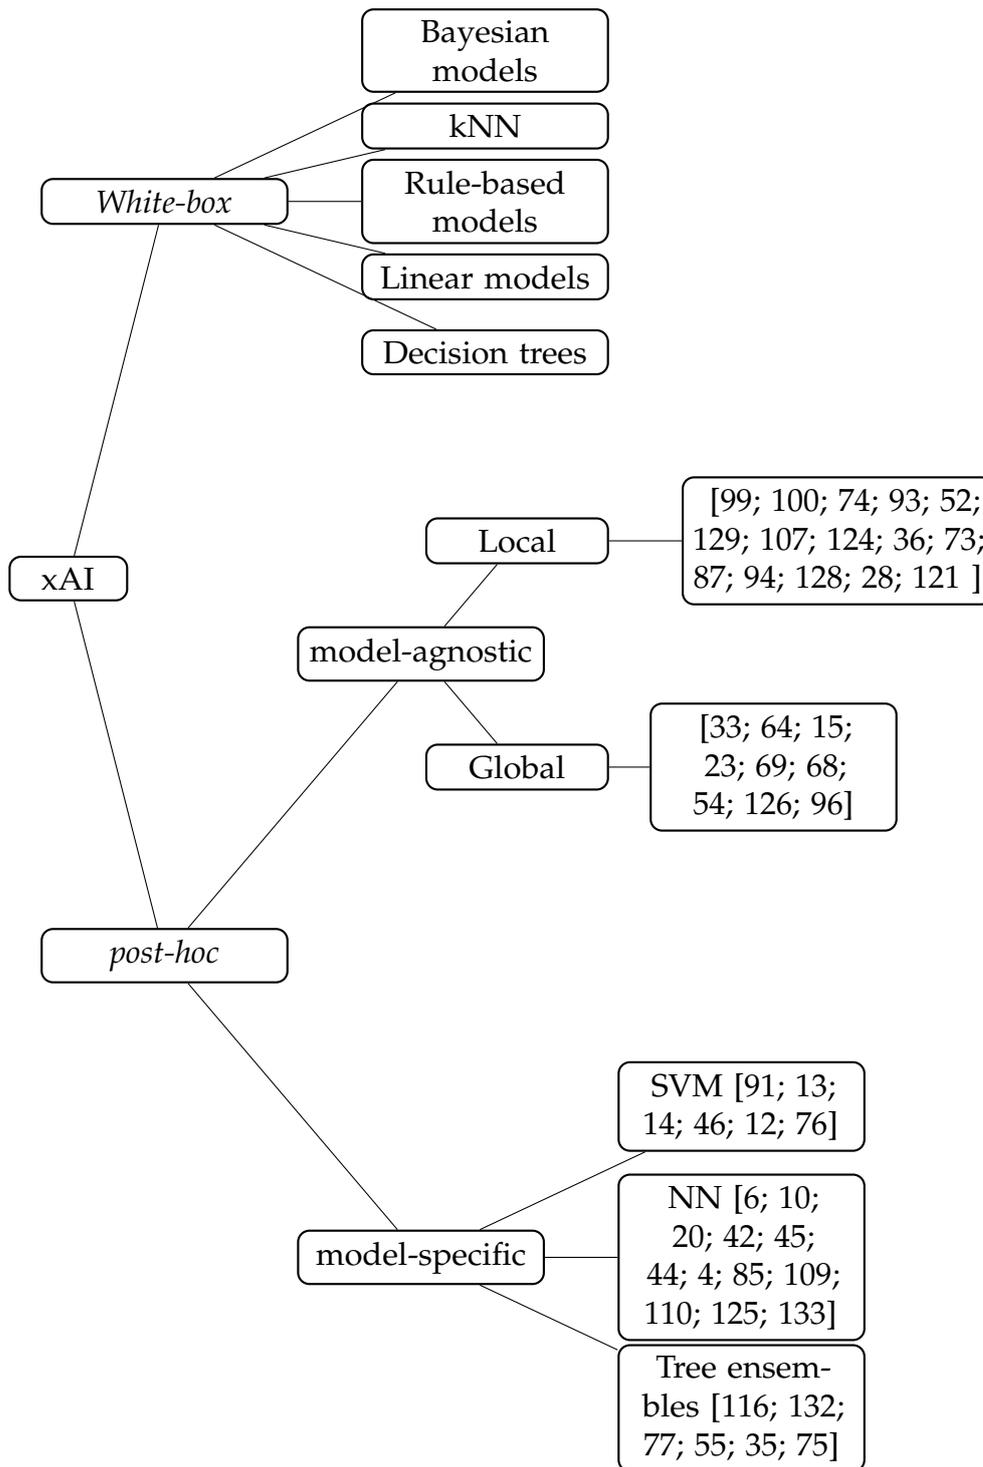 Bayesian
models
kNN
White-box
Rule-based
models
Linear models
Decision trees
[99; 100; 74; 93; 52;
129; 107; 124; 36; 73;
87; 94; 128; 28; 121 ]
Local
xAI
model-agnostic
[33; 64; 15;
23; 69; 68;
54; 126; 96]
Global
post-hoc
SVM [91; 13;
14; 46; 12; 76]
NN [6; 10;
20; 42; 45;
44; 4; 85; 109;
110; 125; 133]
model-specific
Tree ensem-
bles [116; 132;
77; 55; 35; 75]